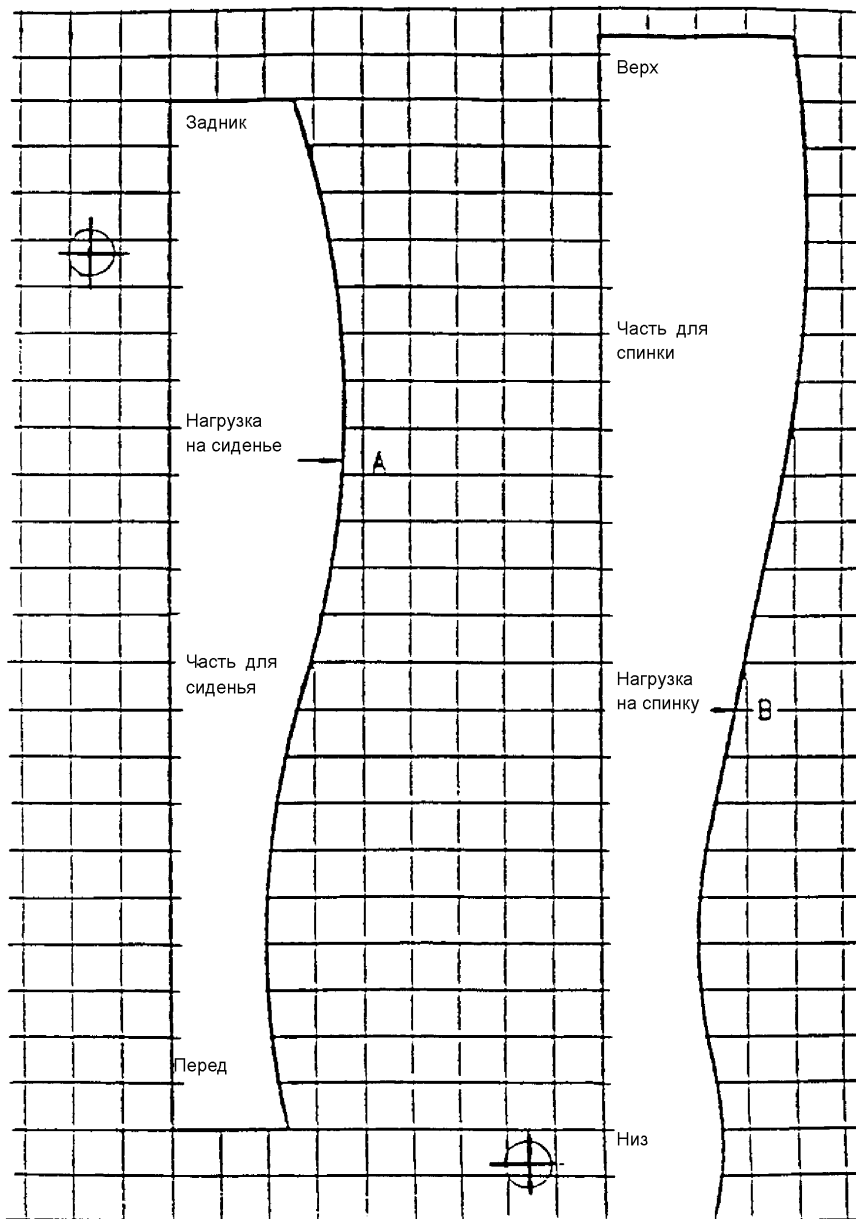 Задник
Нагрузка
на сиденье
A
Часть для
сиденья
Перед
Верх
Часть для
спинки
Нагрузка
на спинку
B
Низ